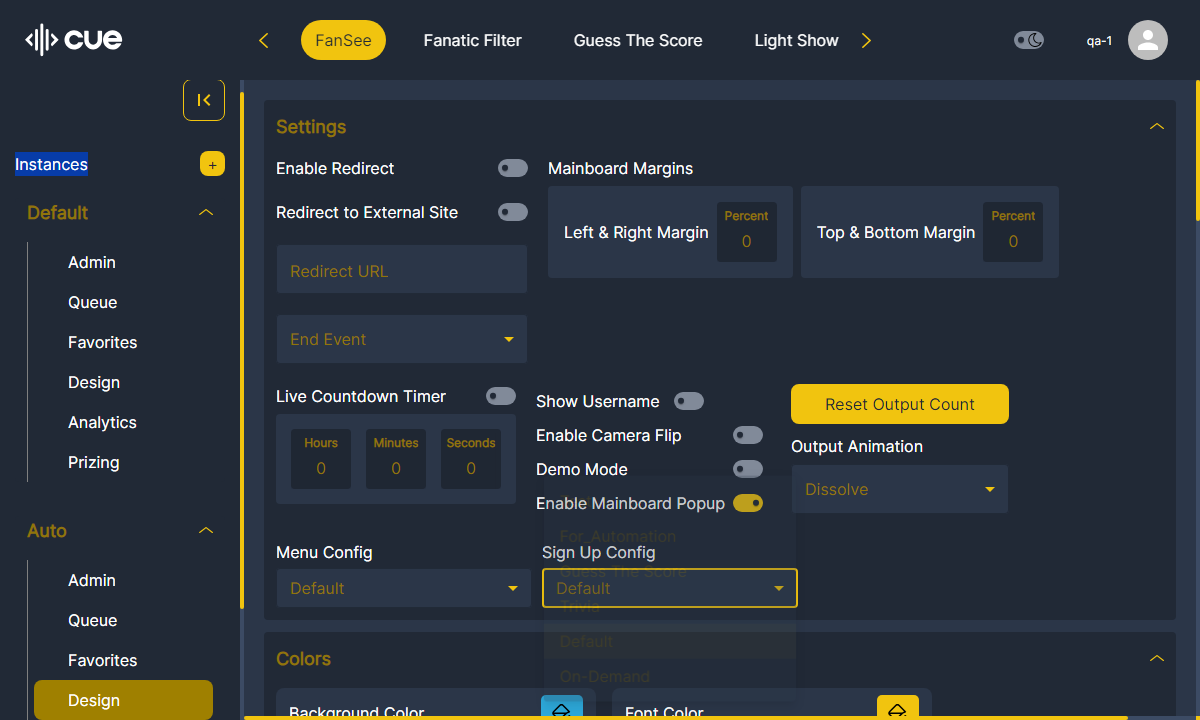 cue
FanSee
Fanatic Filter
Guess The Score
Light Show
qa-1
Instances
+
Default
Admin
Queue
Favorites
Design
Analytics
Prizing
Auto
Admin
Queue
Favorites
Design
Settings
Enable Redirect
Redirect to External Site
Redirect URL
End Event
Mainboard Margins
Left & Right Margin
Percent
0
Top & Bottom Margin
Percent
0
Live Countdown Timer
Hours
0
Minutes
0
Seconds
0
Show Username
Enable Camera Flip
Demo Mode
Enable Mainboard Popup
Reset Output Count
Output Animation
Dissolve
Menu Config
Default
Sign Up Config
Default
For_Automation
Guess The Score
Trivia
Default
On-Demand
Colors
Background Color
Font Color